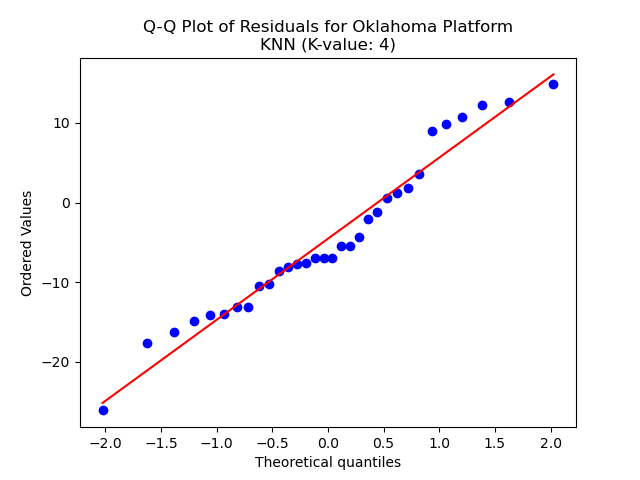 Q-Q Plot of Residuals for Oklahoma Platform
KNN (K-value: 4)
Ordered Values
10
0
−10
−20
−2.0 −1.5 −1.0 −0.5 0.0 0.5 1.0 1.5 2.0
Theoretical quantiles